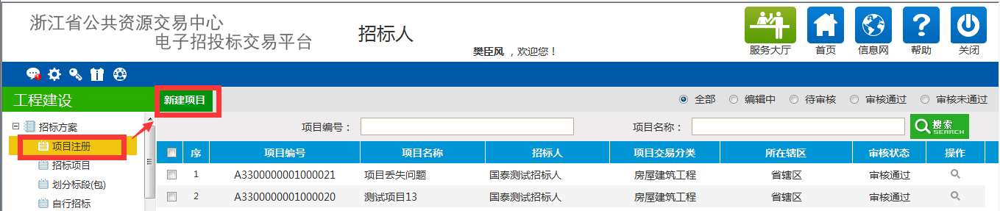 浙江省公共资源交易中心
电子招投标交易平台
招标人
樊臣风 ，欢迎您！
服务大厅 首页 信息网 帮助 关闭
工程建设
新建项目
全部 编辑中 待审核 审核通过 审核未通过
招标方案
项目注册
招标项目
划分标段(包)
自行招标
项目编号： 项目名称： 搜索 SEARCH
序 项目编号 项目名称 招标人 项目交易分类 所在辖区 审核状态 操作
1 A3300000001000021 项目丢失问题 国泰测试招标人 房屋建筑工程 省辖区 审核通过
2 A3300000001000020 测试项目13 国泰测试招标人 房屋建筑工程 省辖区 审核通过